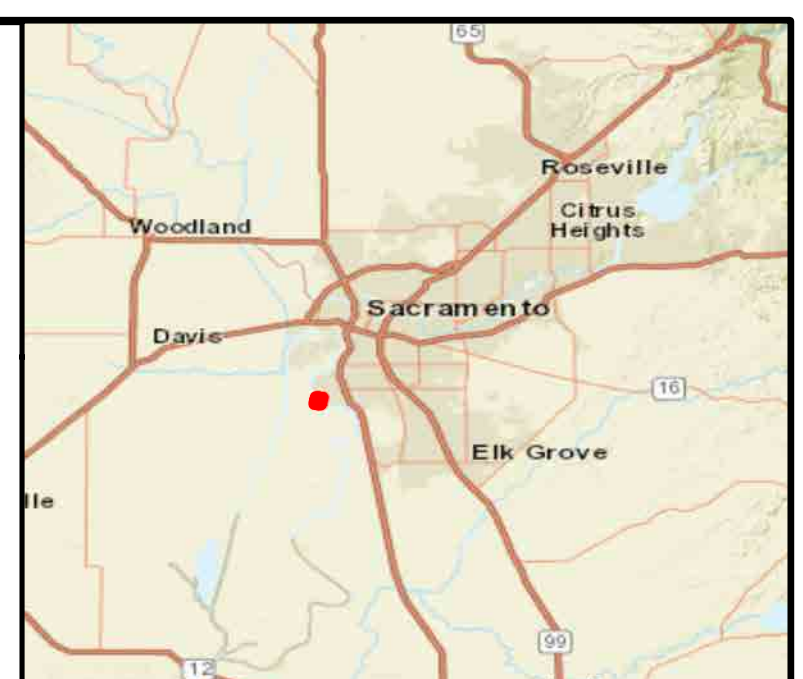 65
Roseville
Citrus
Heights
Woodland
Sacramento
Davis
16
Elk Grove
lle
99
12